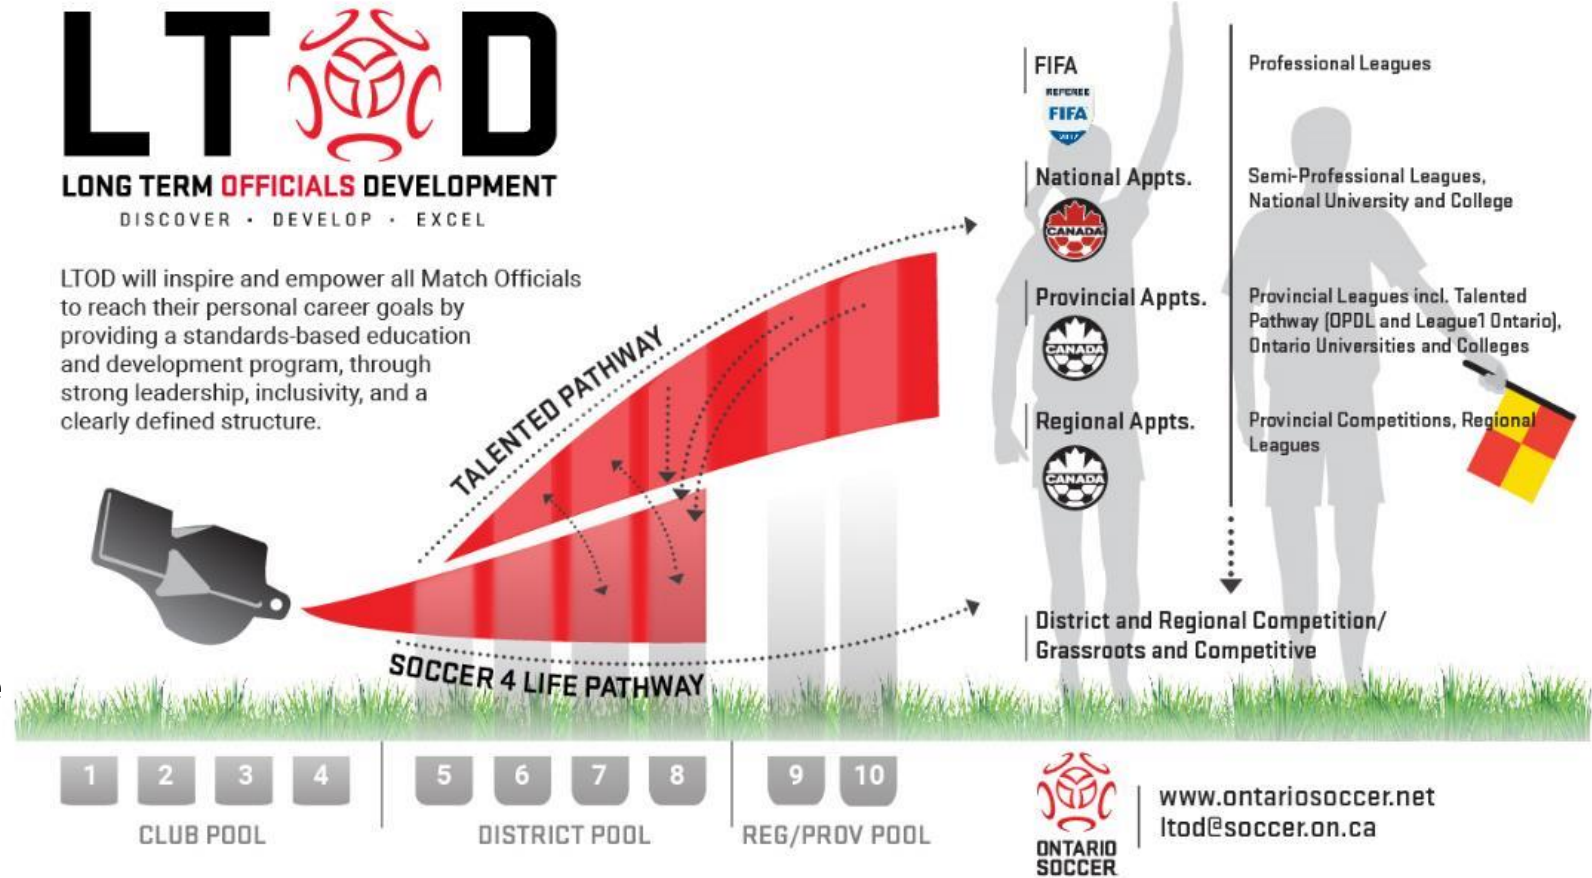 LTOD
LONG TERM OFFICIALS DEVELOPMENT
DISCOVER · DEVELOP · EXCEL
LTOD will inspire and empower all Match Officials
to reach their personal career goals by
providing a standards-based education
and development program, through
strong leadership, inclusivity, and a
clearly defined structure.
TALENTED PATHWAY
SOCCER 4 LIFE PATHWAY
FIFA
REFEREE
FIFA
2017
Professional Leagues
National Appts.
CANADA
Semi-Professional Leagues,
National University and College
Provincial Appts.
CANADA
Provincial Leagues incl. Talented
Pathway (OPDL and League1 Ontario),
Ontario Universities and Colleges
Regional Appts.
CANADA
Provincial Competitions, Regional
Leagues
District and Regional Competition/
Grassroots and Competitive
1 2 3 4 5 6 7 8 9 10
CLUB POOL DISTRICT POOL REG/PROV POOL
ONTARIO
SOCCER
www.ontariosoccer.net
ltod@soccer.on.ca